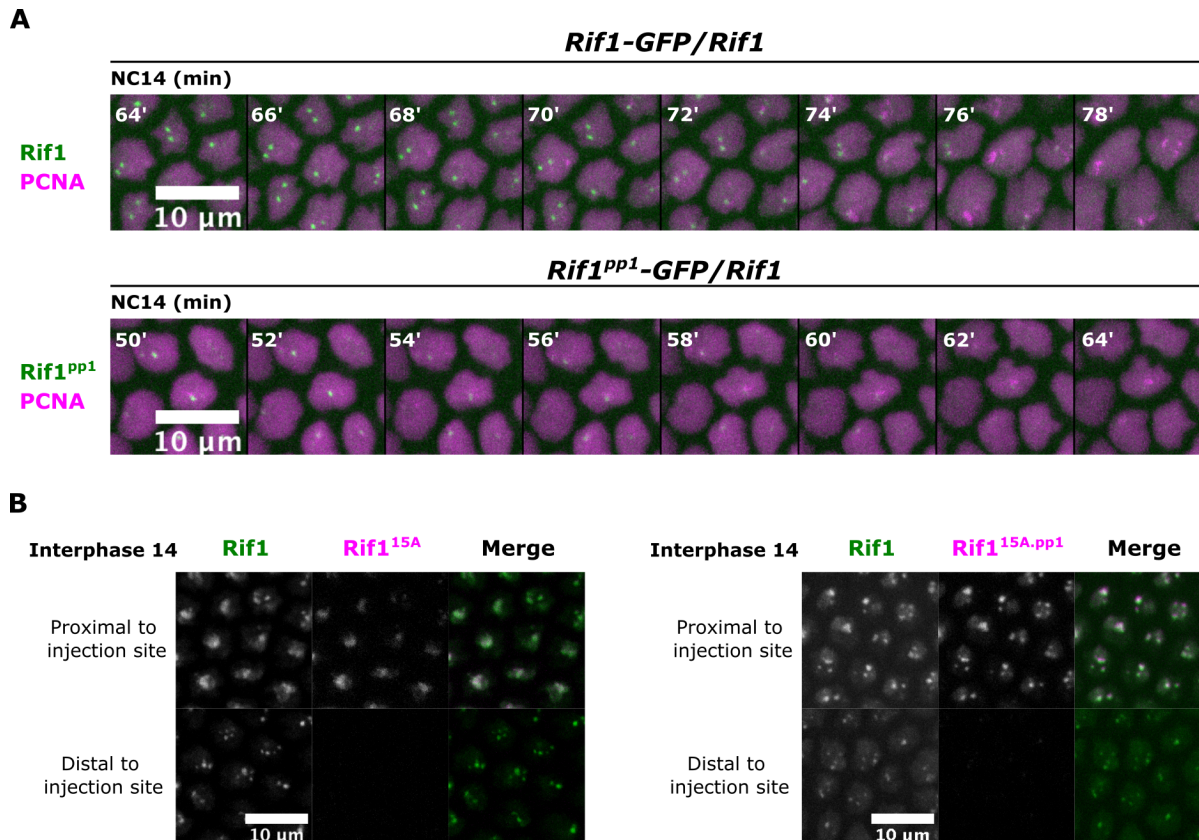 A
Rif1-GFP/Rif1
NC14 (min)
Rif1
PCNA
64' 66' 68' 70' 72' 74' 76' 78'
10 µm
Rif1pp1-GFP/Rif1
NC14 (min)
Rif1pp1
PCNA
50' 52' 54' 56' 58' 60' 62' 64'
10 µm
B
Interphase 14 Rif1 Rif115A Merge
Proximal to
injection site
Distal to
injection site
10 µm
Interphase 14 Rif1 Rif115A.pp1 Merge
Proximal to
injection site
Distal to
injection site
10 µm